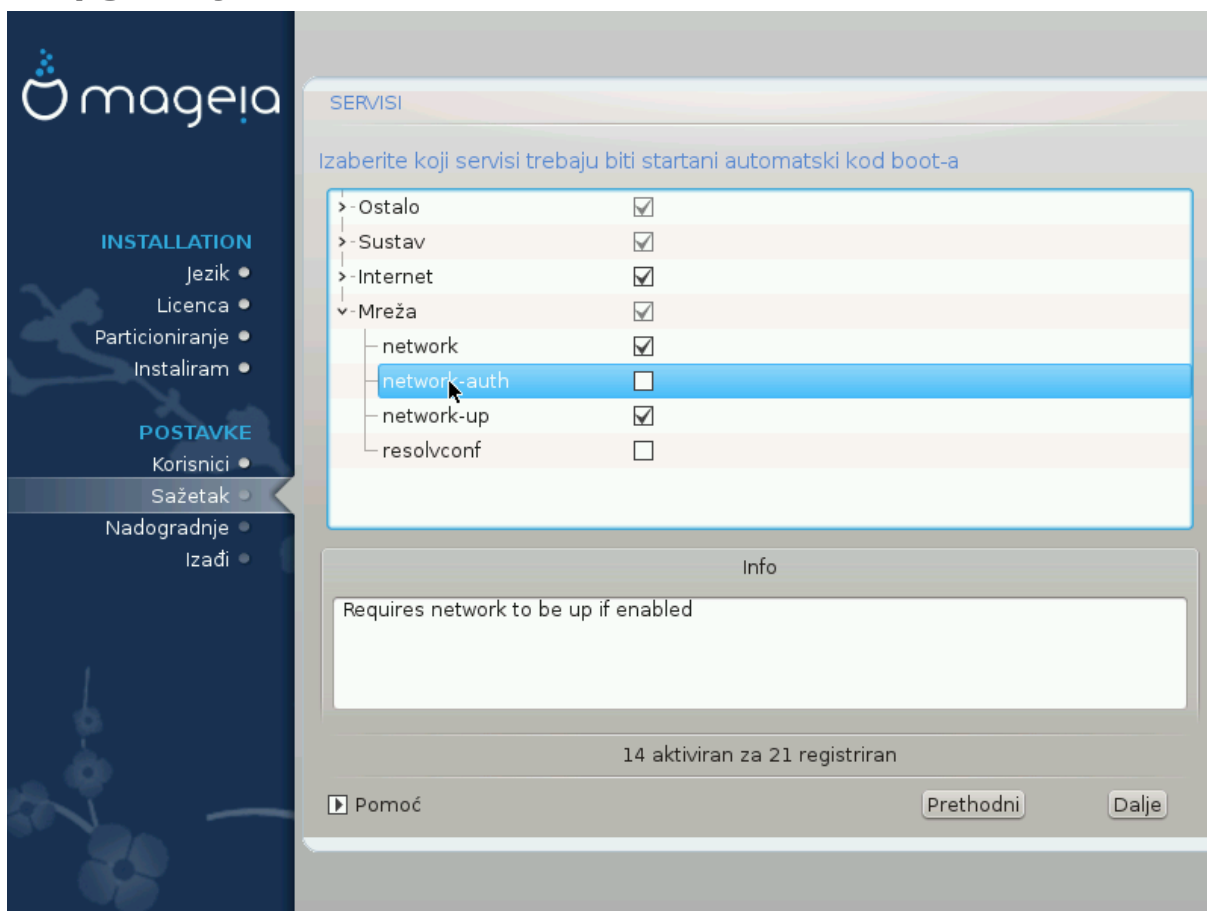 mageia
INSTALLATION
Jezik
Licenca
Particioniranje
Instaliram
POSTAVKE
Korisnici
Sažetak
Nadogradnje
Izađi
SERVISI
Izaberite koji servisi trebaju biti startani automatski kod boot-a
Ostalo
Sustav
Internet
Mreža
network
network-auth
network-up
resolvconf
Info
Requires network to be up if enabled
14 aktiviran za 21 registriran
Pomoć
Prethodni
Dalje